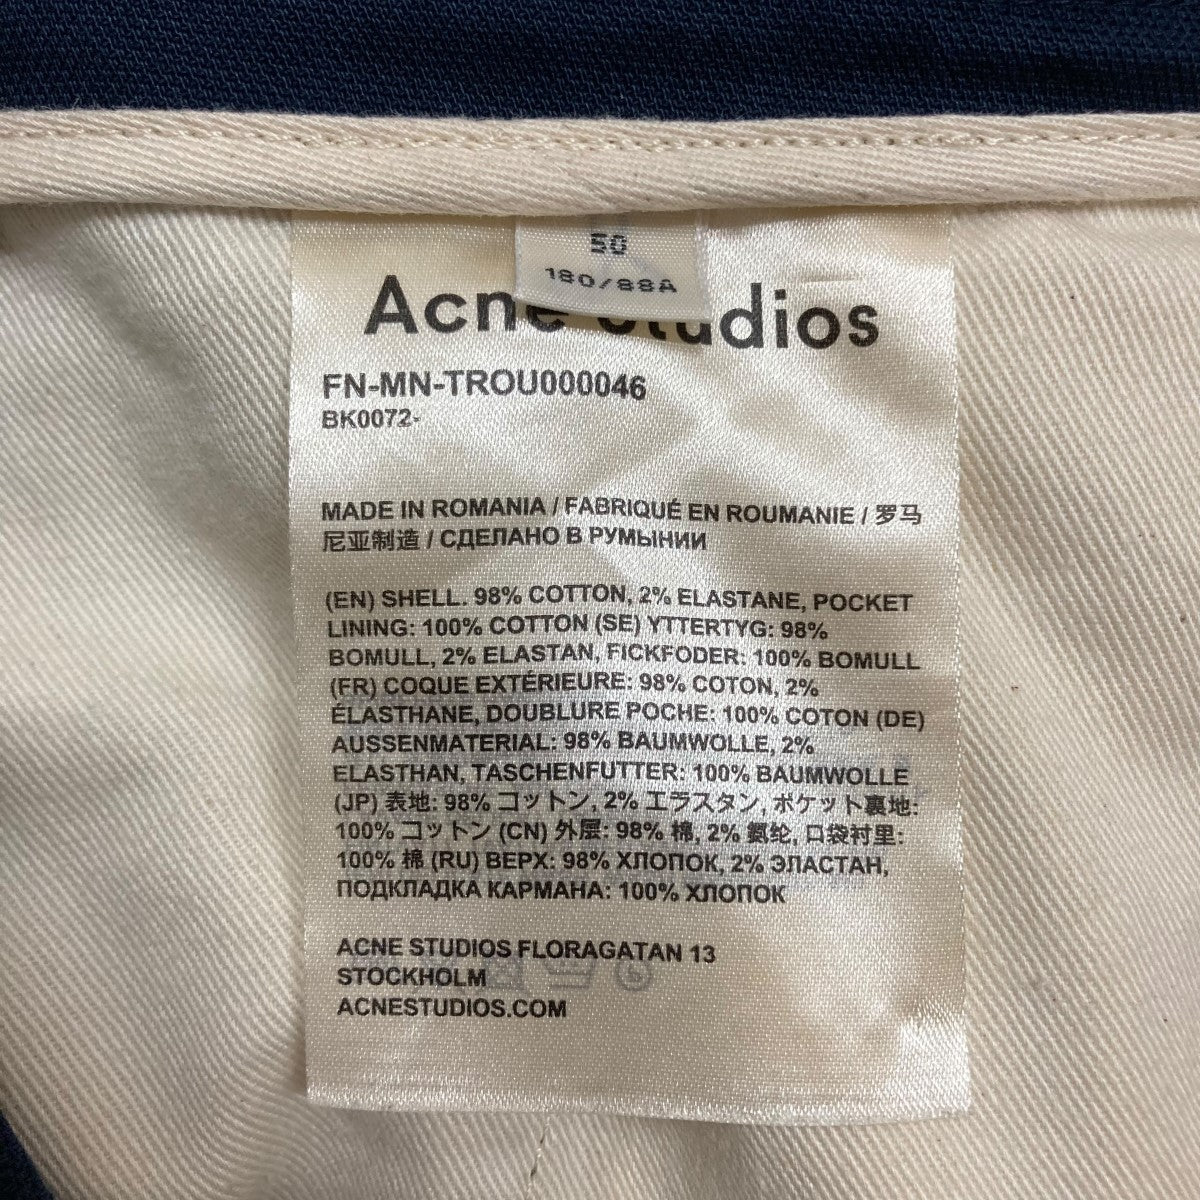 50
180/88A
Acne Studios
FN-MN-TROU000046
BK0072-
MADE IN ROMANIA / FABRIQUÉ EN ROUMANIE / 罗马
尼亚制造 / СДЕЛАНО В РУМЫНИИ
(EN) SHELL. 98% COTTON, 2% ELASTANE, POCKET
LINING: 100% COTTON (SE) YTTERTYG: 98%
BOMULL, 2% ELASTAN, FICKFODER: 100% BOMULL
(FR) COQUE EXTÉRIEURE: 98% COTON, 2%
ÉLASTHANE, DOUBLURE POCHE: 100% COTON (DE)
AUSSENMATERIAL: 98% BAUMWOLLE, 2%
ELASTHAN, TASCHENFUTTER: 100% BAUMWOLLE
(JP) 表地: 98% コットン, 2% エラスタン, ポケット裏地:
100% コットン (CN) 外层: 98% 棉, 2% 氨纶, 口袋衬里:
100% 棉 (RU) ВЕРХ: 98% ХЛОПОК, 2% ЭЛАСТАН,
ПОДКЛАДКА КАРМАНА: 100% ХЛОПОК
ACNE STUDIOS FLORAGATAN 13
STOCKHOLM
ACNESTUDIOS.COM